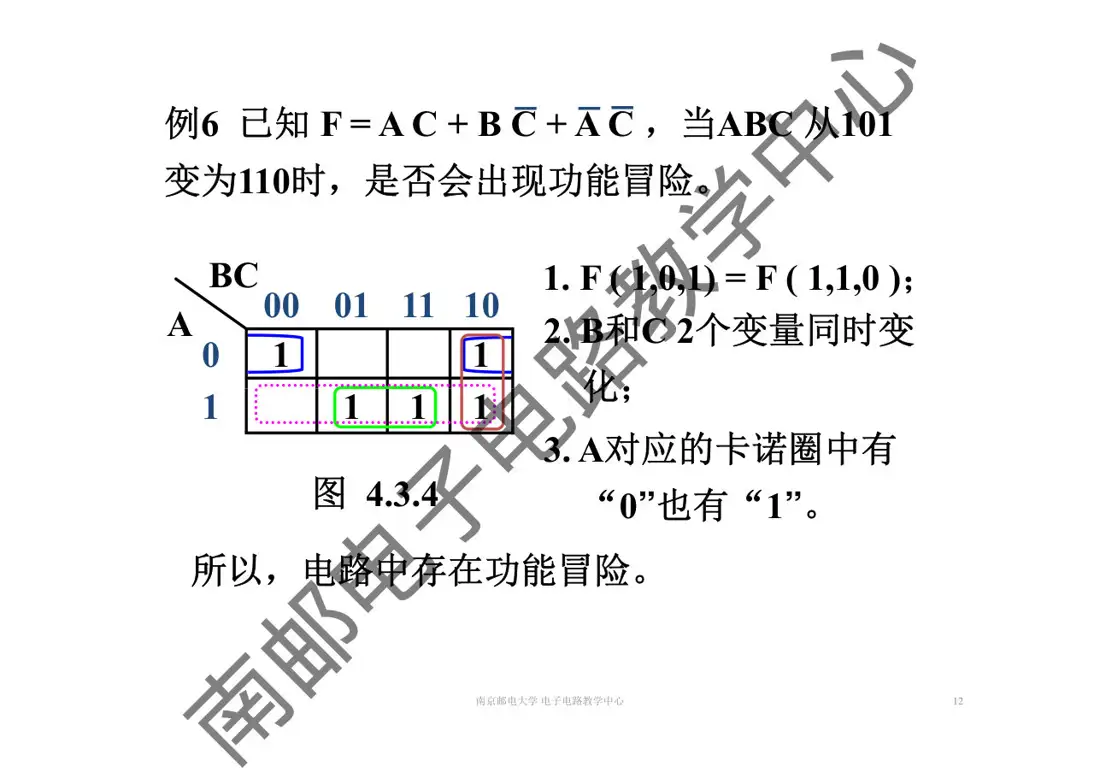 例6 已知 F = A C + B C̅ + A̅ C̅ ，当ABC 从101
变为110时，是否会出现功能冒险。
BC
A
00 01 11 10
0 1 1
1 1 1 1
图 4.3.4
1. F ( 1,0,1) = F ( 1,1,0 )；
2. B和C 2个变量同时变
化；
3. A对应的卡诺圈中有
“0”也有“1”。
所以，电路中存在功能冒险。
南邮电子电路教学中心
南京邮电大学 电子电路教学中心
12